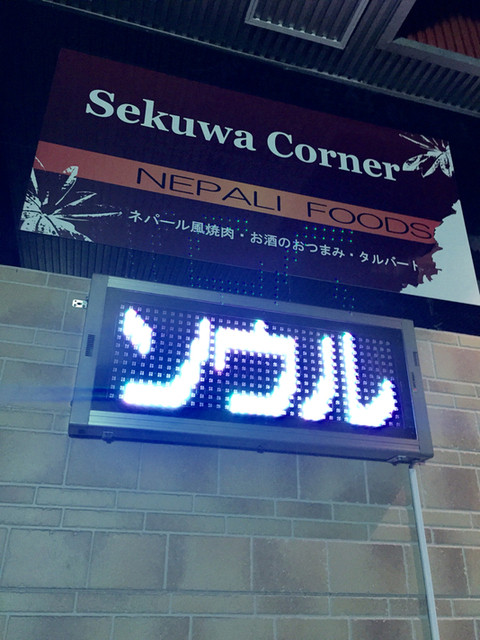 Sekuwa Corner
NEPALI FOODS
ネパール風焼肉・お酒のおつまみ・タルバート
ソウル